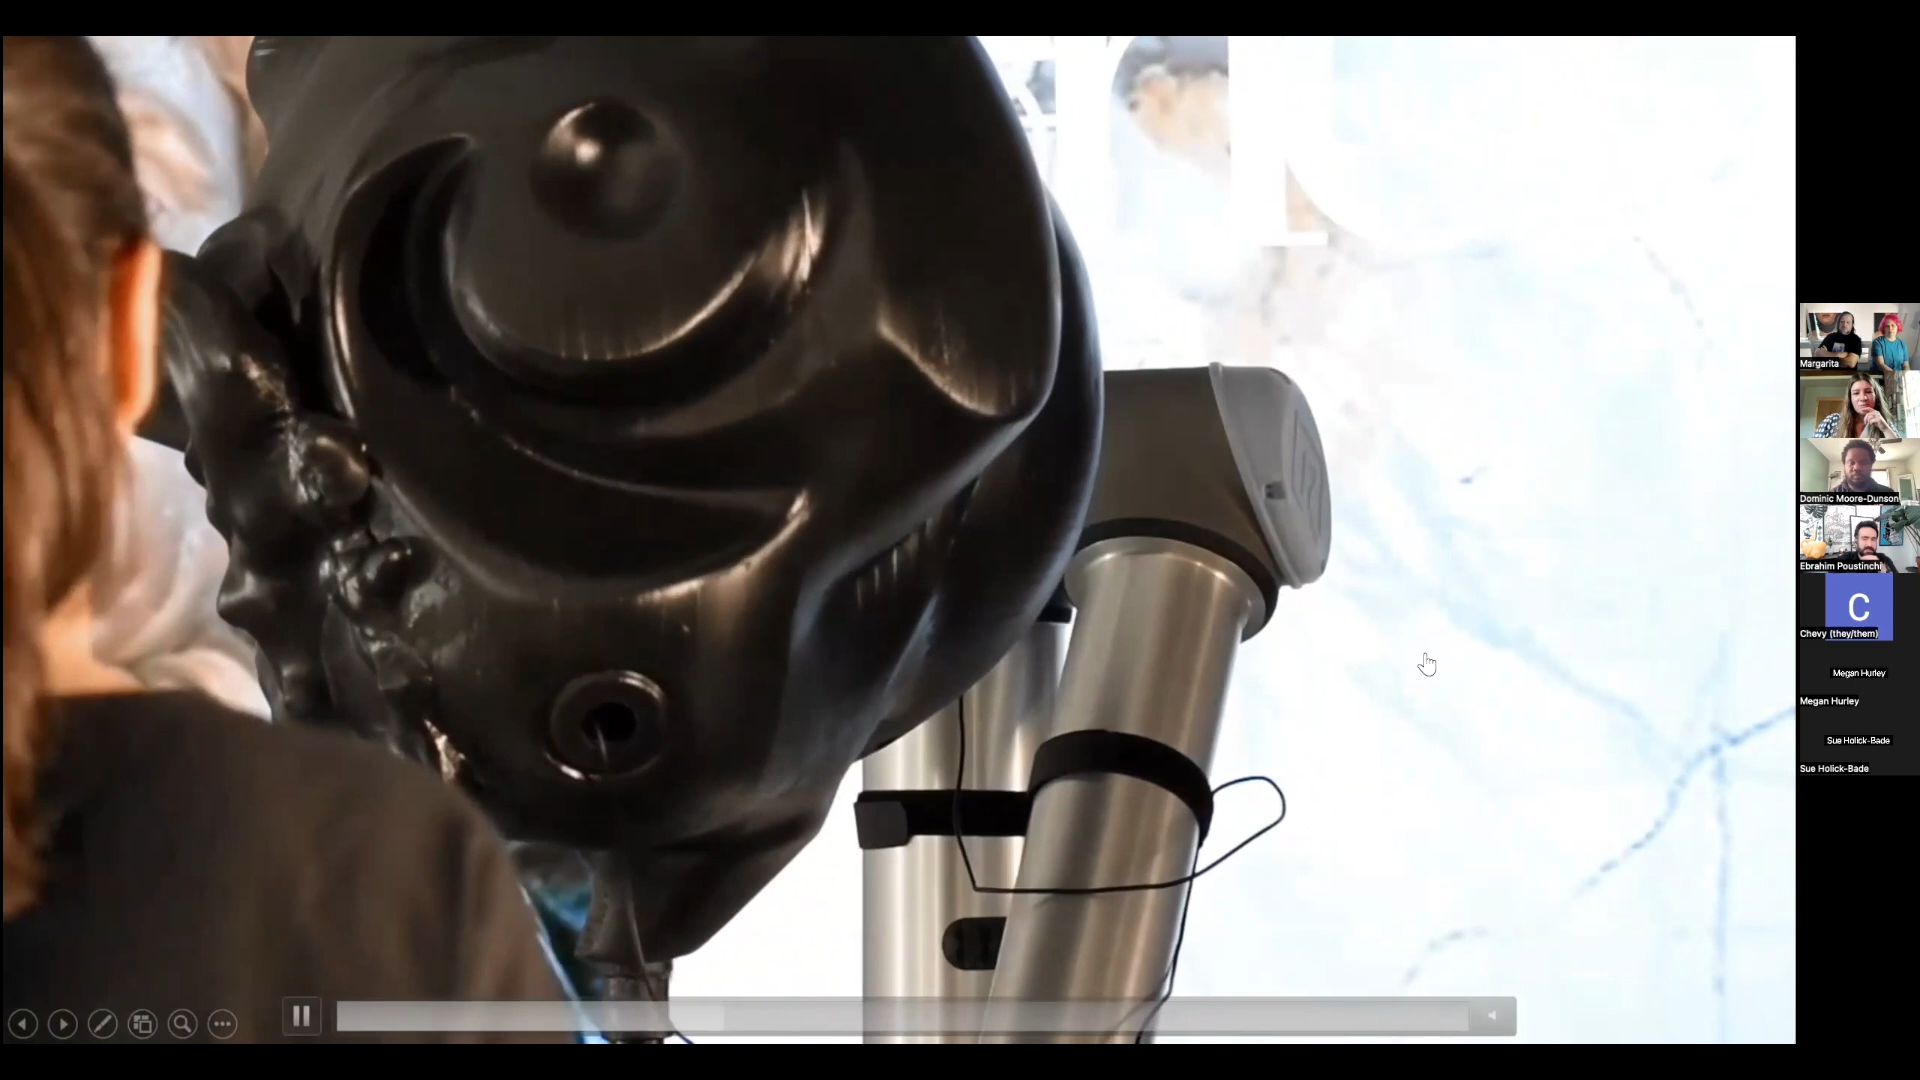 Margarita
Dominic Moore-Dunson
Ebrahim Poustinchi
C
Chevy (they/them)
Megan Hurley
Megan Hurley
Sue Holick-Bade
Sue Holick-Bade